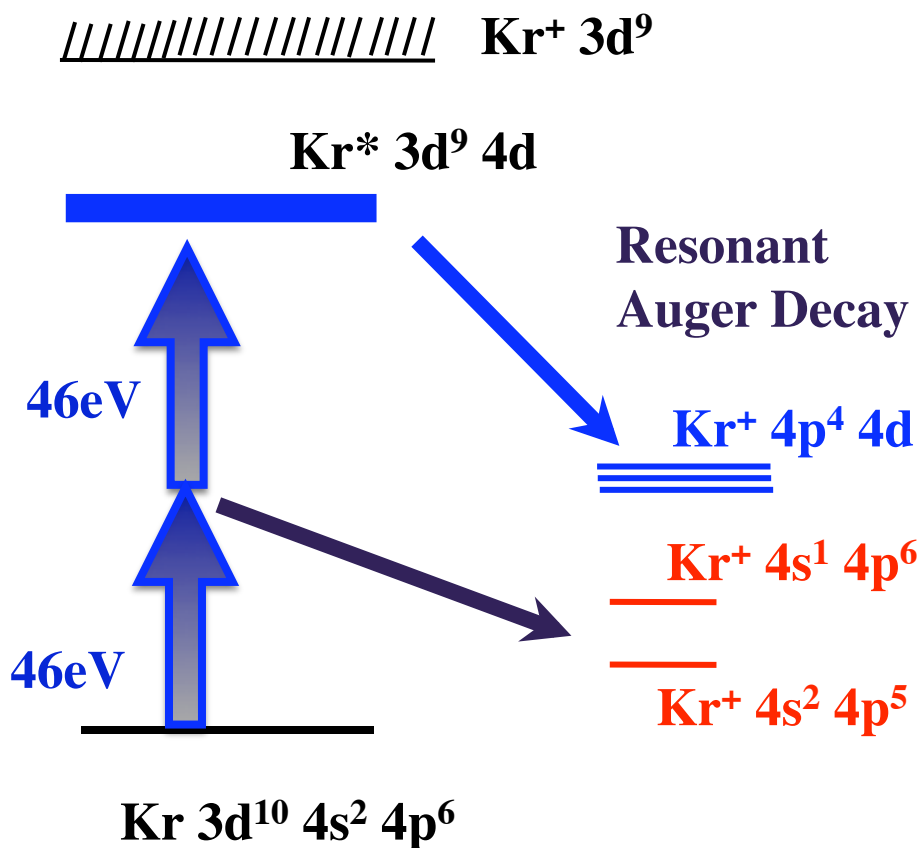 Kr⁺ 3d⁹
Kr* 3d⁹ 4d
Resonant
Auger Decay
46eV
Kr⁺ 4p⁴ 4d
Kr⁺ 4s¹ 4p⁶
46eV
Kr⁺ 4s² 4p⁵
Kr 3d¹⁰ 4s² 4p⁶